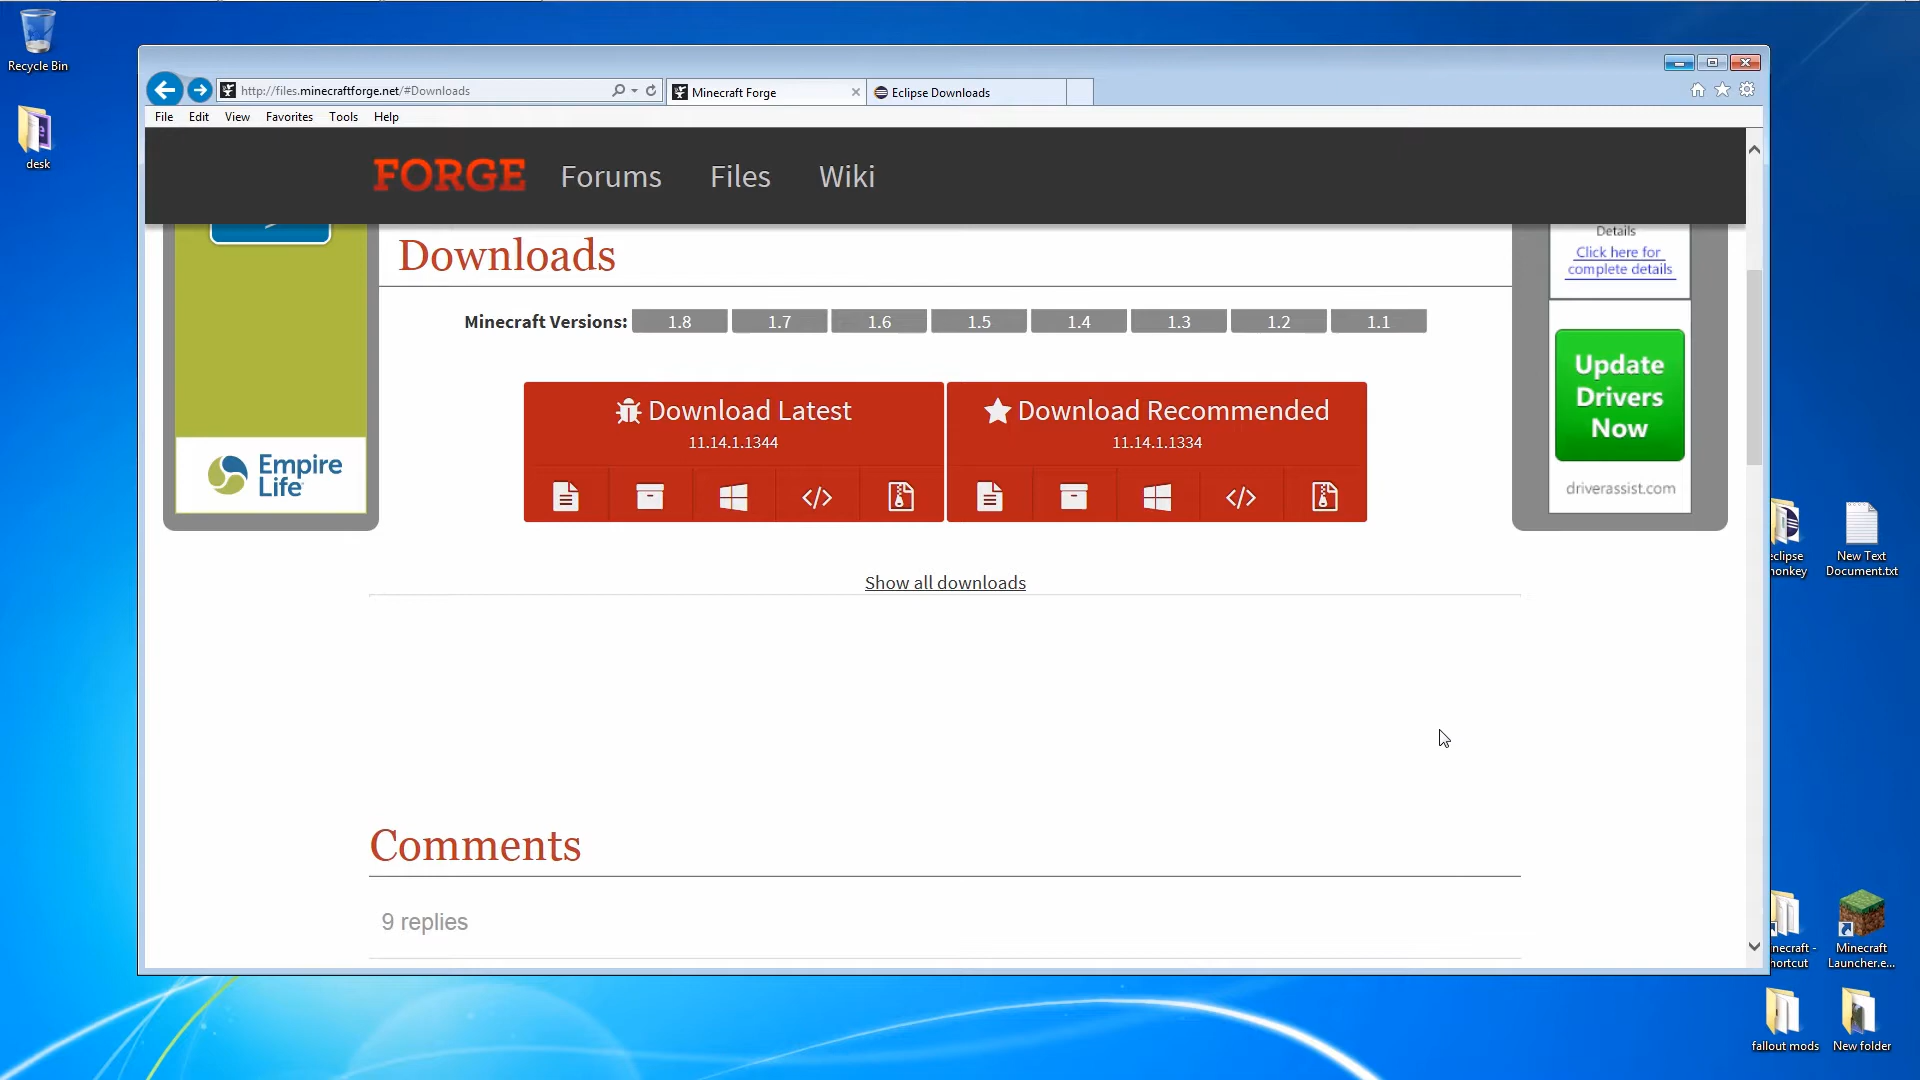 Recycle Bin
desk
http://files.minecraftforge.net/#Downloads
Minecraft Forge
Eclipse Downloads
File Edit View Favorites Tools Help
FORGE Forums Files Wiki
Downloads
Minecraft Versions: 1.8 1.7 1.6 1.5 1.4 1.3 1.2 1.1
Download Latest
11.14.1.1344
Download Recommended
11.14.1.1334
Show all downloads
Comments
9 replies
Empire
Life
Details
Click here for
complete details
Update
Drivers
Now
driverassist.com
eclipse
monkey
New Text
Document.txt
necraft -
hortcut
Minecraft
Launcher.e...
fallout mods
New folder